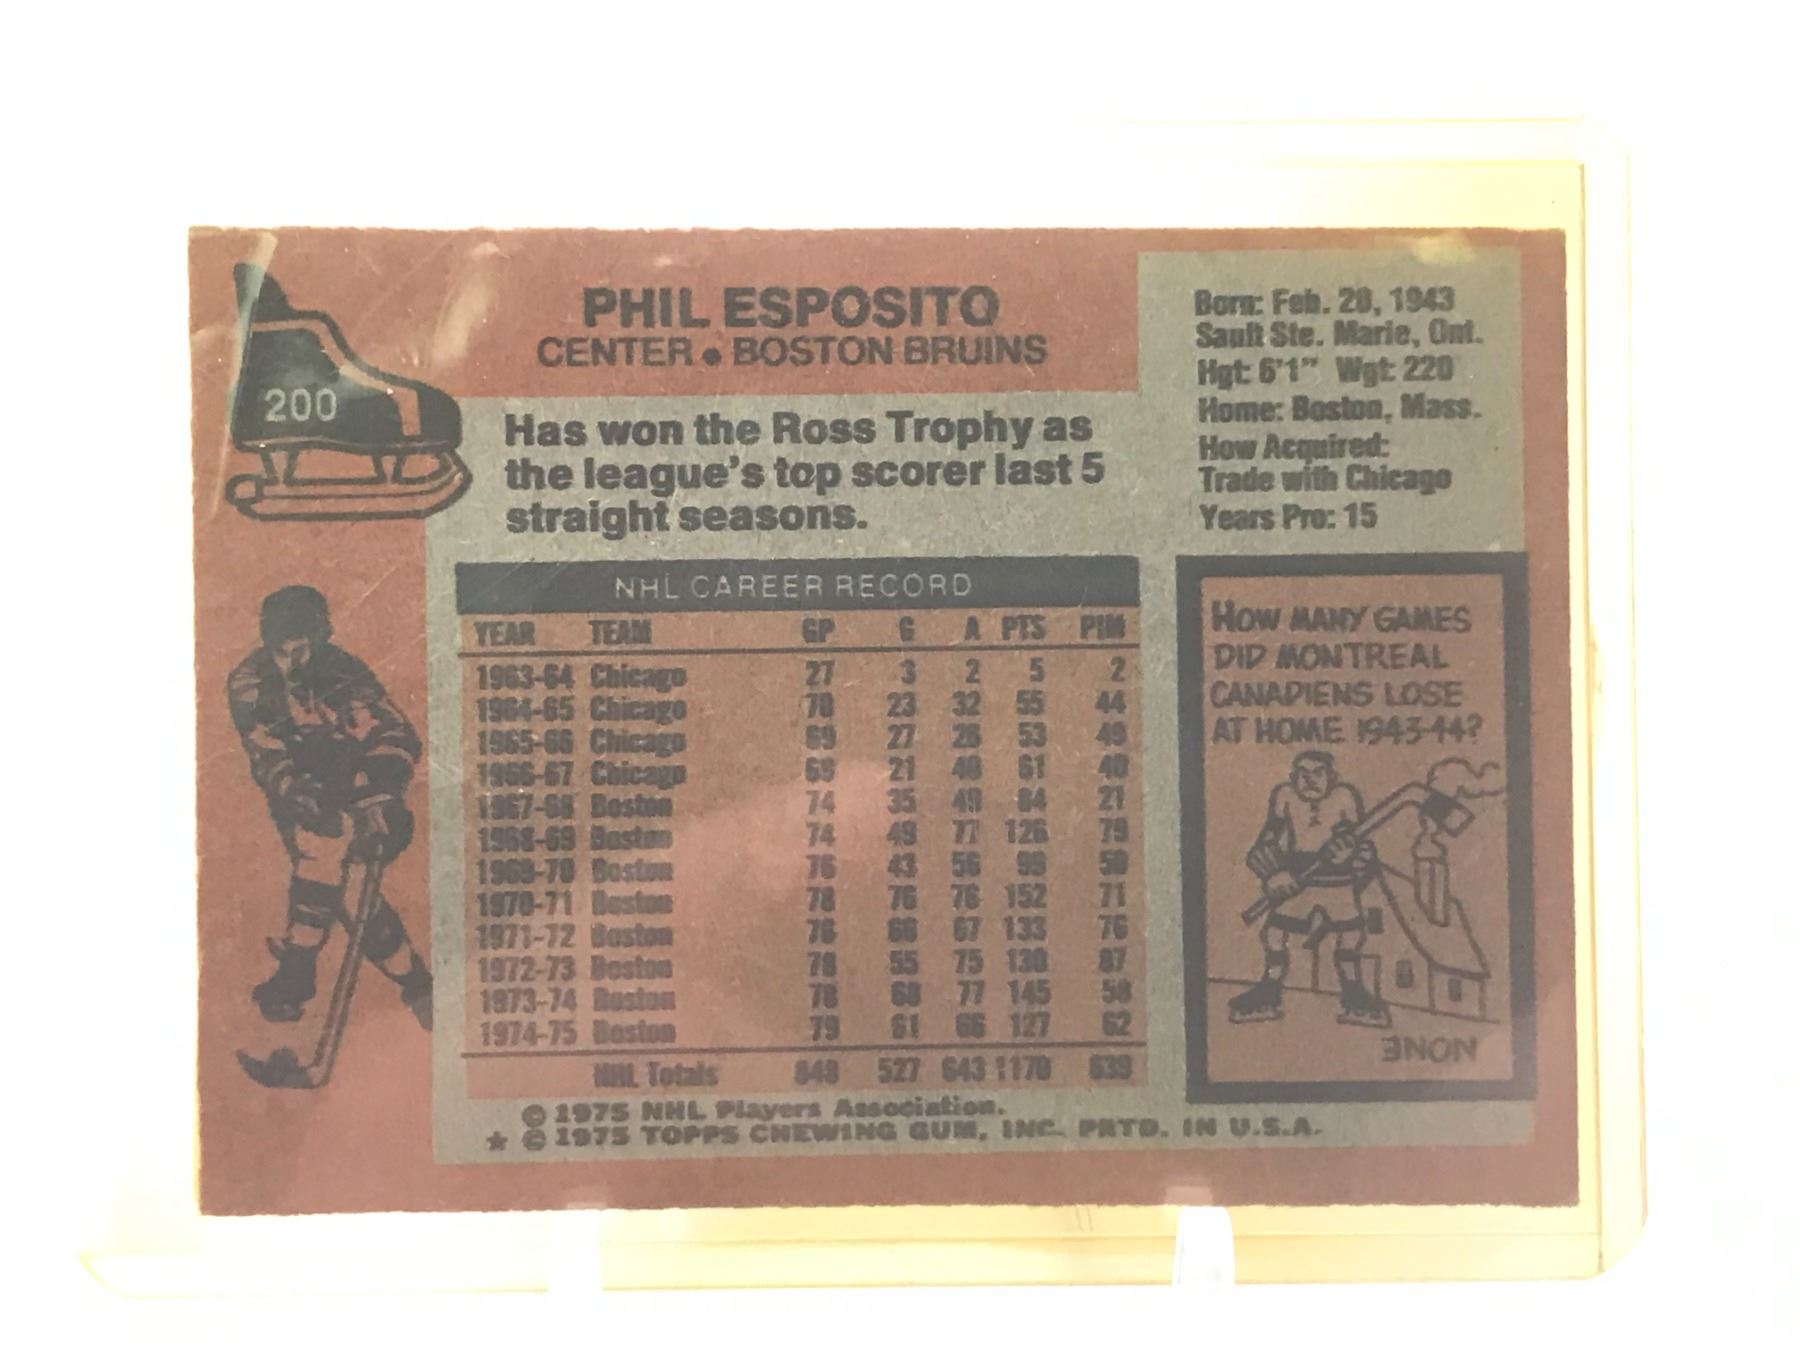 200
PHIL ESPOSITO
CENTER • BOSTON BRUINS
Born: Feb. 20, 1943
Sault Ste. Marie, Ont.
Hgt: 6'1" Wgt: 220
Home: Boston, Mass.
How Acquired:
Trade with Chicago
Years Pro: 15
Has won the Ross Trophy as
the league's top scorer last 5
straight seasons.
NHL CAREER RECORD
YEAR TEAM GP G A PTS PIM
1963-64 Chicago 27 3 2 5 2
1964-65 Chicago 70 23 32 55 44
1965-66 Chicago 69 27 26 53 49
1966-67 Chicago 69 21 40 61 40
1967-68 Boston 74 35 49 84 21
1968-69 Boston 74 49 77 126 79
1969-70 Boston 76 43 56 99 50
1970-71 Boston 78 76 76 152 71
1971-72 Boston 76 66 67 133 76
1972-73 Boston 78 55 75 130 87
1973-74 Boston 78 68 77 145 58
1974-75 Boston 79 61 66 127 62
NHL Totals 848 527 643 1170 639
HOW MANY GAMES
DID MONTREAL
CANADIENS LOSE
AT HOME 1943-44?
NONE
© 1975 NHL Players Association.
★ © 1975 TOPPS CHEWING GUM, INC. PRTD. IN U.S.A.